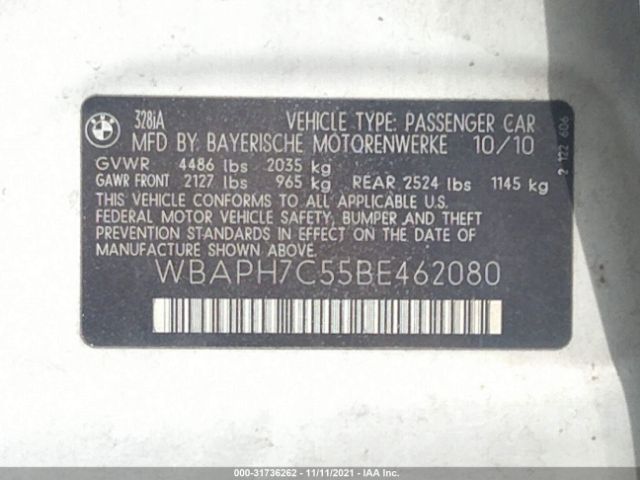 BMW
328iA VEHICLE TYPE: PASSENGER CAR
MFD BY: BAYERISCHE MOTORENWERKE 10/10
GVWR 4486 lbs 2035 kg
GAWR FRONT 2127 lbs 965 kg REAR 2524 lbs 1145 kg
THIS VEHICLE CONFORMS TO ALL APPLICABLE U.S.
FEDERAL MOTOR VEHICLE SAFETY, BUMPER AND THEFT
PREVENTION STANDARDS IN EFFECT ON THE DATE OF
MANUFACTURE SHOWN ABOVE.
WBAPH7C55BE462080
2 122 606
000-31736262 - 11/11/2021 - IAA Inc.